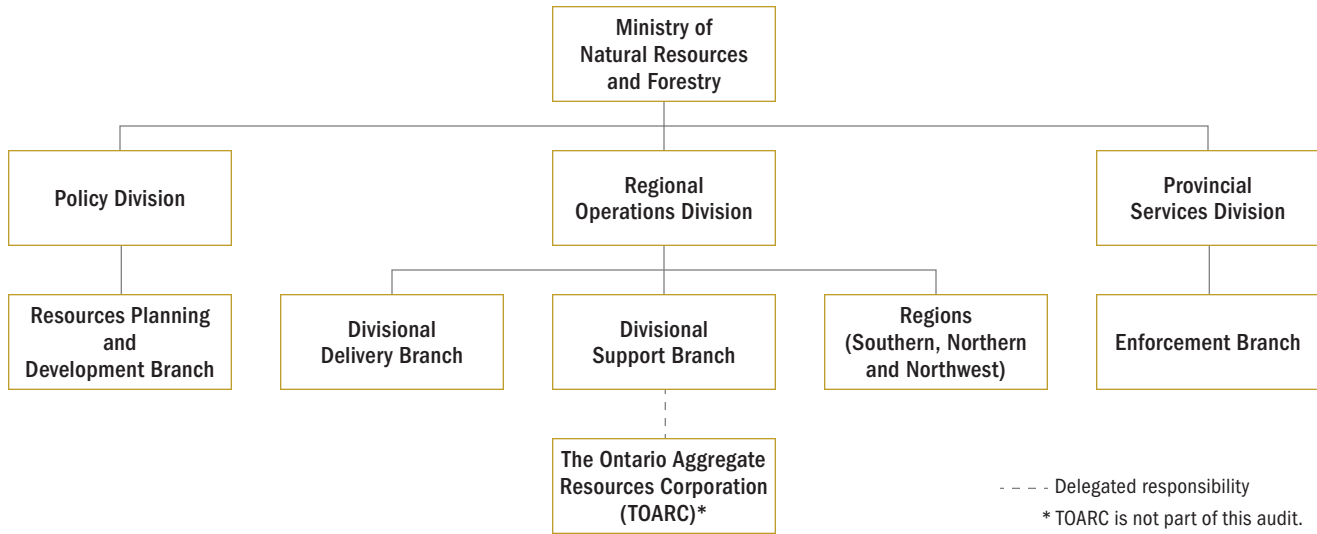 Ministry of
Natural Resources
and Forestry
Policy Division
Regional
Operations Division
Provincial
Services Division
Resources Planning
and
Development Branch
Divisional
Delivery Branch
Divisional
Support Branch
Regions
(Southern, Northern
and Northwest)
Enforcement Branch
The Ontario Aggregate
Resources Corporation
(TOARC)*
Delegated responsibility
* TOARC is not part of this audit.